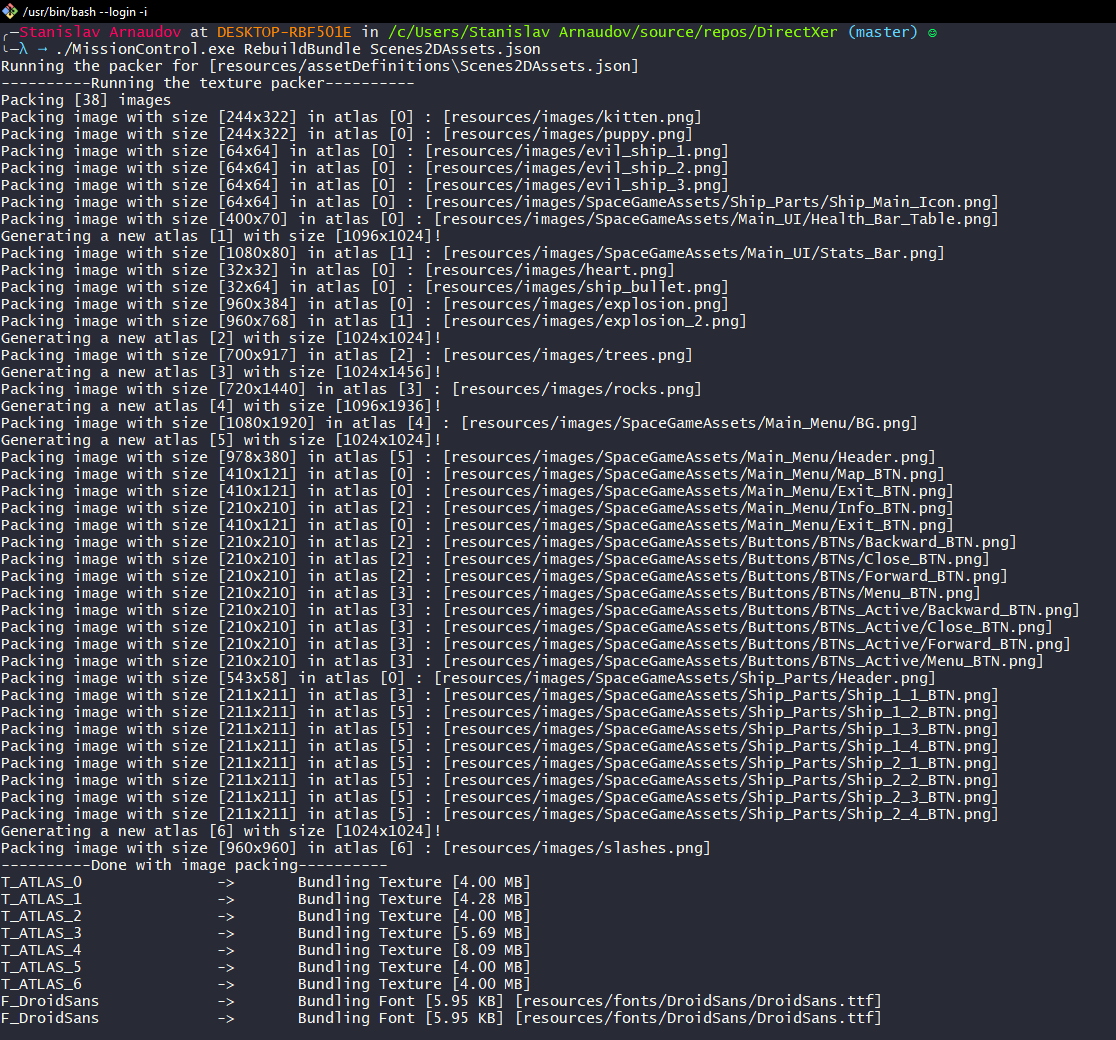 /usr/bin/bash --login -i
╭─Stanislav Arnaudov at DESKTOP-RBF501E in /c/Users/Stanislav Arnaudov/source/repos/DirectXer (master) ☺
╰─λ → ./MissionControl.exe RebuildBundle Scenes2DAssets.json
Running the packer for [resources/assetDefinitions\Scenes2DAssets.json]
----------Running the texture packer----------
Packing [38] images
Packing image with size [244x322] in atlas [0] : [resources/images/kitten.png]
Packing image with size [244x322] in atlas [0] : [resources/images/puppy.png]
Packing image with size [64x64] in atlas [0] : [resources/images/evil_ship_1.png]
Packing image with size [64x64] in atlas [0] : [resources/images/evil_ship_2.png]
Packing image with size [64x64] in atlas [0] : [resources/images/evil_ship_3.png]
Packing image with size [64x64] in atlas [0] : [resources/images/SpaceGameAssets/Ship_Parts/Ship_Main_Icon.png]
Packing image with size [400x70] in atlas [0] : [resources/images/SpaceGameAssets/Main_UI/Health_Bar_Table.png]
Generating a new atlas [1] with size [1096x1024]!
Packing image with size [1080x80] in atlas [1] : [resources/images/SpaceGameAssets/Main_UI/Stats_Bar.png]
Packing image with size [32x32] in atlas [0] : [resources/images/heart.png]
Packing image with size [32x64] in atlas [0] : [resources/images/ship_bullet.png]
Packing image with size [960x384] in atlas [0] : [resources/images/explosion.png]
Packing image with size [960x768] in atlas [1] : [resources/images/explosion_2.png]
Generating a new atlas [2] with size [1024x1024]!
Packing image with size [700x917] in atlas [2] : [resources/images/trees.png]
Generating a new atlas [3] with size [1024x1456]!
Packing image with size [720x1440] in atlas [3] : [resources/images/rocks.png]
Generating a new atlas [4] with size [1096x1936]!
Packing image with size [1080x1920] in atlas [4] : [resources/images/SpaceGameAssets/Main_Menu/BG.png]
Generating a new atlas [5] with size [1024x1024]!
Packing image with size [978x380] in atlas [5] : [resources/images/SpaceGameAssets/Main_Menu/Header.png]
Packing image with size [410x121] in atlas [0] : [resources/images/SpaceGameAssets/Main_Menu/Map_BTN.png]
Packing image with size [410x121] in atlas [0] : [resources/images/SpaceGameAssets/Main_Menu/Exit_BTN.png]
Packing image with size [210x210] in atlas [2] : [resources/images/SpaceGameAssets/Main_Menu/Info_BTN.png]
Packing image with size [410x121] in atlas [0] : [resources/images/SpaceGameAssets/Main_Menu/Exit_BTN.png]
Packing image with size [210x210] in atlas [2] : [resources/images/SpaceGameAssets/Buttons/BTNs/Backward_BTN.png]
Packing image with size [210x210] in atlas [2] : [resources/images/SpaceGameAssets/Buttons/BTNs/Close_BTN.png]
Packing image with size [210x210] in atlas [2] : [resources/images/SpaceGameAssets/Buttons/BTNs/Forward_BTN.png]
Packing image with size [210x210] in atlas [3] : [resources/images/SpaceGameAssets/Buttons/BTNs/Menu_BTN.png]
Packing image with size [210x210] in atlas [3] : [resources/images/SpaceGameAssets/Buttons/BTNs_Active/Backward_BTN.png]
Packing image with size [210x210] in atlas [3] : [resources/images/SpaceGameAssets/Buttons/BTNs_Active/Close_BTN.png]
Packing image with size [210x210] in atlas [3] : [resources/images/SpaceGameAssets/Buttons/BTNs_Active/Forward_BTN.png]
Packing image with size [210x210] in atlas [3] : [resources/images/SpaceGameAssets/Buttons/BTNs_Active/Menu_BTN.png]
Packing image with size [543x58] in atlas [0] : [resources/images/SpaceGameAssets/Ship_Parts/Header.png]
Packing image with size [211x211] in atlas [3] : [resources/images/SpaceGameAssets/Ship_Parts/Ship_1_1_BTN.png]
Packing image with size [211x211] in atlas [5] : [resources/images/SpaceGameAssets/Ship_Parts/Ship_1_2_BTN.png]
Packing image with size [211x211] in atlas [5] : [resources/images/SpaceGameAssets/Ship_Parts/Ship_1_3_BTN.png]
Packing image with size [211x211] in atlas [5] : [resources/images/SpaceGameAssets/Ship_Parts/Ship_1_4_BTN.png]
Packing image with size [211x211] in atlas [5] : [resources/images/SpaceGameAssets/Ship_Parts/Ship_2_1_BTN.png]
Packing image with size [211x211] in atlas [5] : [resources/images/SpaceGameAssets/Ship_Parts/Ship_2_2_BTN.png]
Packing image with size [211x211] in atlas [5] : [resources/images/SpaceGameAssets/Ship_Parts/Ship_2_3_BTN.png]
Packing image with size [211x211] in atlas [5] : [resources/images/SpaceGameAssets/Ship_Parts/Ship_2_4_BTN.png]
Generating a new atlas [6] with size [1024x1024]!
Packing image with size [960x960] in atlas [6] : [resources/images/slashes.png]
----------Done with image packing----------
T_ATLAS_0 -> Bundling Texture [4.00 MB]
T_ATLAS_1 -> Bundling Texture [4.28 MB]
T_ATLAS_2 -> Bundling Texture [4.00 MB]
T_ATLAS_3 -> Bundling Texture [5.69 MB]
T_ATLAS_4 -> Bundling Texture [8.09 MB]
T_ATLAS_5 -> Bundling Texture [4.00 MB]
T_ATLAS_6 -> Bundling Texture [4.00 MB]
F_DroidSans -> Bundling Font [5.95 KB] [resources/fonts/DroidSans/DroidSans.ttf]
F_DroidSans -> Bundling Font [5.95 KB] [resources/fonts/DroidSans/DroidSans.ttf]